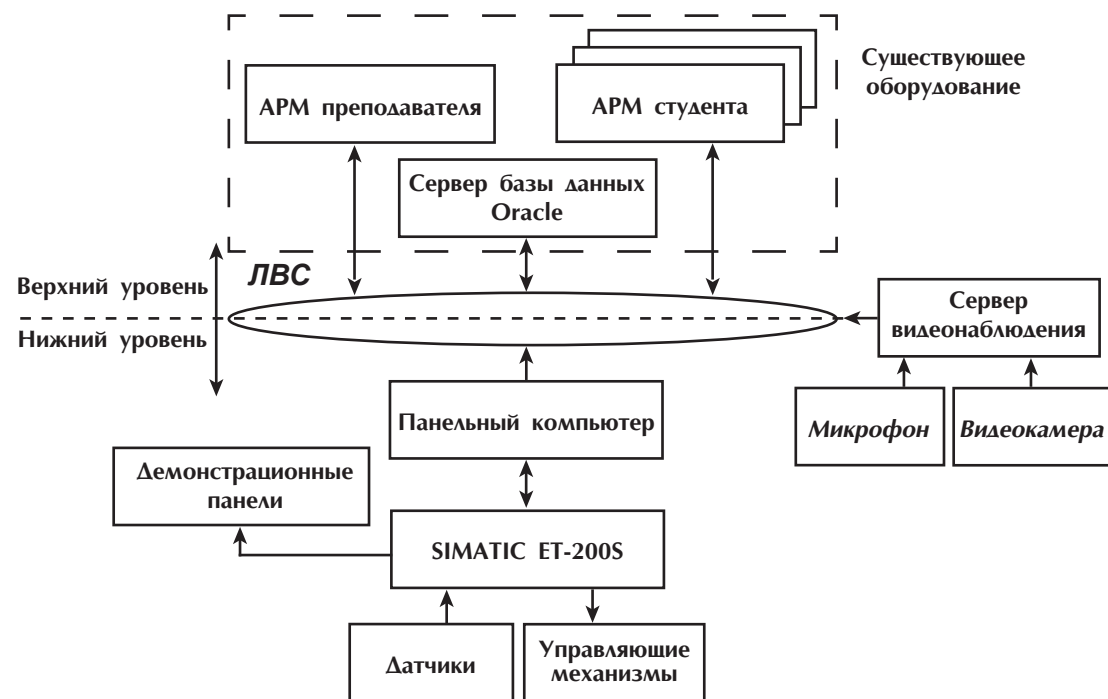 Существующее
оборудование
АРМ преподавателя
АРМ студента
Сервер базы данных
Oracle
ЛВС
Верхний уровень
Нижний уровень
Сервер
видеонаблюдения
Микрофон
Видеокамера
Панельный компьютер
Демонстрационные
панели
SIMATIC ET-200S
Датчики
Управляющие
механизмы